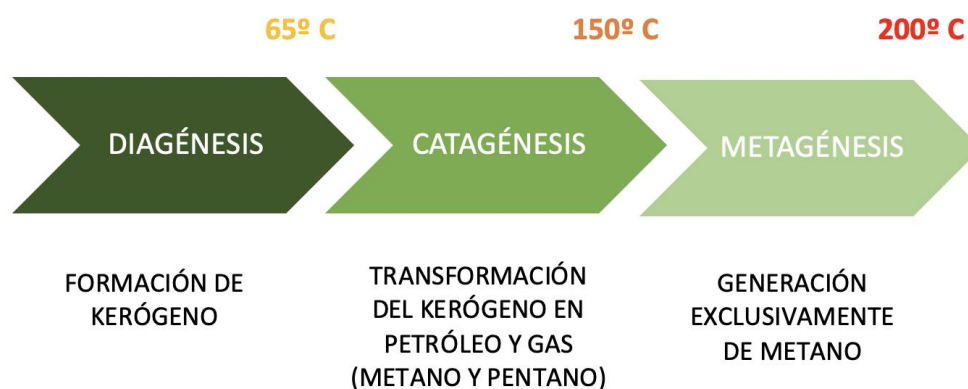 65º C
150º C
200º C
DIAGÉNESIS
CATAGÉNESIS
METAGÉNESIS
FORMACIÓN DE
KERÓGENO
TRANSFORMACIÓN
DEL KERÓGENO EN
PETRÓLEO Y GAS
(METANO Y PENTANO)
GENERACIÓN
EXCLUSIVAMENTE
DE METANO